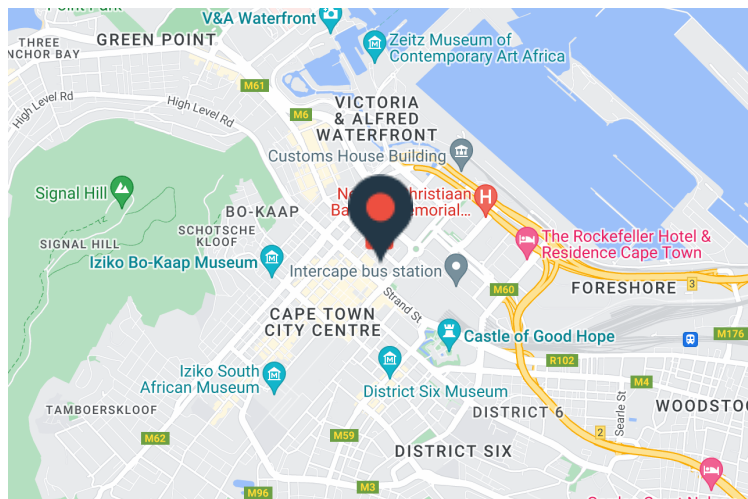 V&A Waterfront
THREE
NCHOR BAY
GREEN POINT
Zeitz Museum of
Contemporary Art Africa
M61
High Level Rd
High Level Rd
M6
VICTORIA
& ALFRED
WATERFRONT
Customs House Building
Signal Hill
Christiaan
BO-KAAP
SCHOTSCHE
KLOOF
SIGNAL HILL
The Rockefeller Hotel &
Residence Cape Town
Iziko Bo-Kaap Museum
Intercape bus station
M60
FORESHORE
3
Strand St
CAPE TOWN
CITY CENTRE
Castle of Good Hope
M176
R102
Iziko South
African Museum
District Six Museum
M4
TAMBOERSKLOOF
DISTRICT 6
Searle St
WOODSTOC
M62
M59
2
DISTRICT SIX
M3
M96